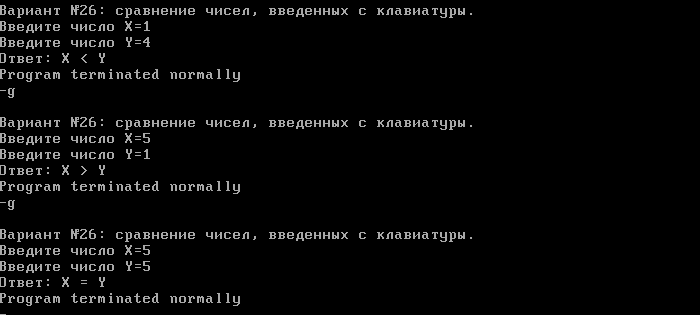 Вариант №26: сравнение чисел, введенных с клавиатуры.
Введите число X=1
Введите число Y=4
Ответ: X < Y
Program terminated normally
-g
Вариант №26: сравнение чисел, введенных с клавиатуры.
Введите число X=5
Введите число Y=1
Ответ: X > Y
Program terminated normally
-g
Вариант №26: сравнение чисел, введенных с клавиатуры.
Введите число X=5
Введите число Y=5
Ответ: X = Y
Program terminated normally
-